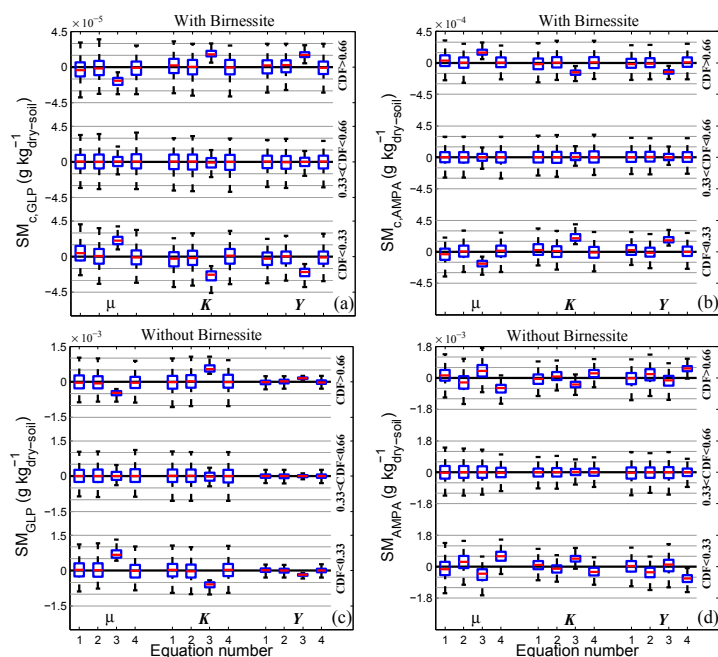 With Birnessite
×10⁻⁵
SM_c,GLP (g kg⁻¹_dry−soil)
4.5
0
−4.5
4.5
0
−4.5
4.5
0
−4.5
CDF>0.66
0.33<CDF<0.66
CDF<0.33
μ K Y (a)
With Birnessite
×10⁻⁴
SM_c,AMPA (g kg⁻¹_dry−soil)
4.5
0
−4.5
4.5
0
−4.5
4.5
0
−4.5
CDF>0.66
0.33<CDF<0.66
CDF<0.33
μ K Y (b)
Without Birnessite
×10⁻³
SM_GLP (g kg⁻¹_dry−soil)
1.5
0
−1.5
1.5
0
−1.5
1.5
0
−1.5
CDF>0.66
0.33<CDF<0.66
CDF<0.33
μ K Y (c)
1 2 3 4 1 2 3 4 1 2 3 4
Equation number
Without Birnessite
×10⁻³
SM_AMPA (g kg⁻¹_dry−soil)
1.8
0
−1.8
1.8
0
−1.8
1.8
0
−1.8
CDF>0.66
0.33<CDF<0.66
CDF<0.33
μ K Y (d)
1 2 3 4 1 2 3 4 1 2 3 4
Equation number